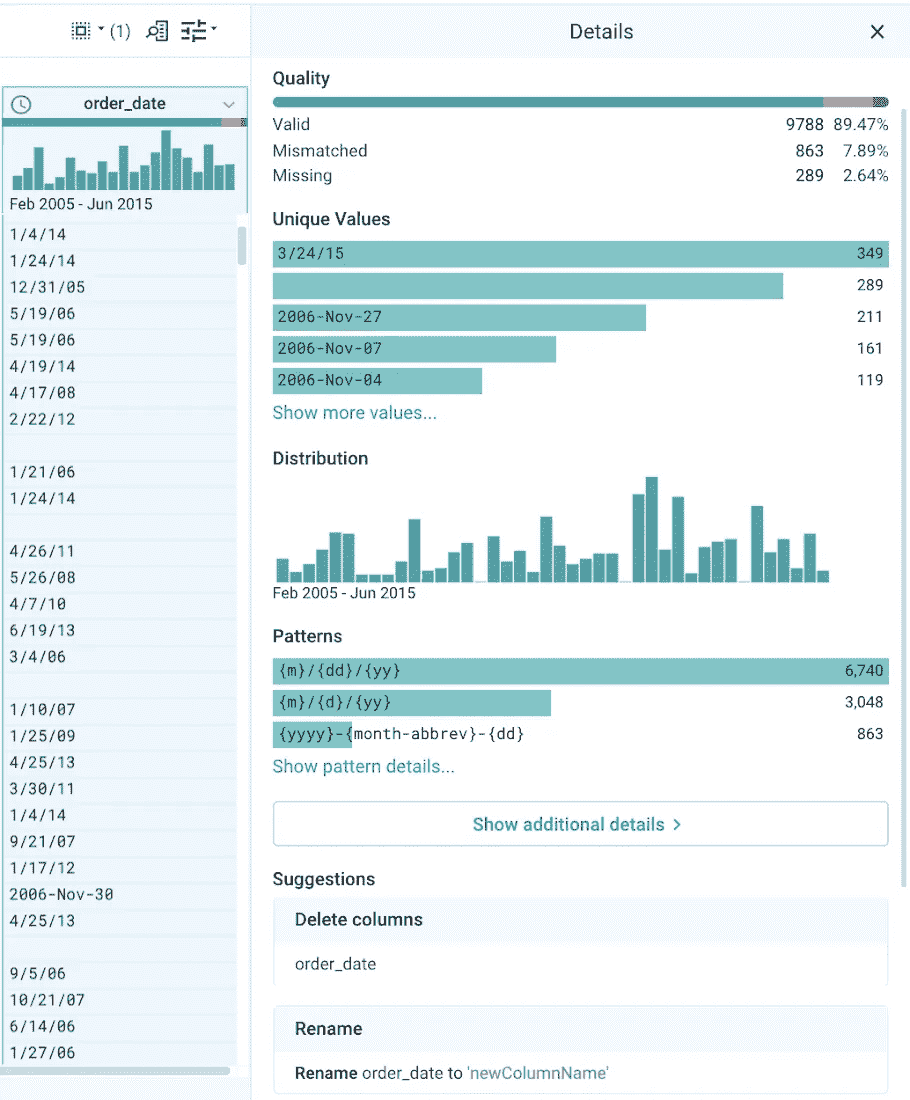 (1)
Details
order_date
Feb 2005 - Jun 2015
1/4/14
1/24/14
12/31/05
5/19/06
5/19/06
4/19/14
4/17/08
2/22/12
1/21/06
1/24/14
4/26/11
5/26/08
4/7/10
6/19/13
3/4/06
1/10/07
1/25/09
4/25/13
3/30/11
1/4/14
9/21/07
1/17/12
2006-Nov-30
4/25/13
9/5/06
10/21/07
6/14/06
1/27/06
Quality
Valid 9788 89.47%
Mismatched 863 7.89%
Missing 289 2.64%
Unique Values
3/24/15 349
289
2006-Nov-27 211
2006-Nov-07 161
2006-Nov-04 119
Show more values...
Distribution
Feb 2005 - Jun 2015
Patterns
{m}/{dd}/{yy} 6,740
{m}/{d}/{yy} 3,048
{yyyy}-{month-abbrev}-{dd} 863
Show pattern details...
Show additional details >
Suggestions
Delete columns
order_date
Rename
Rename order_date to 'newColumnName'